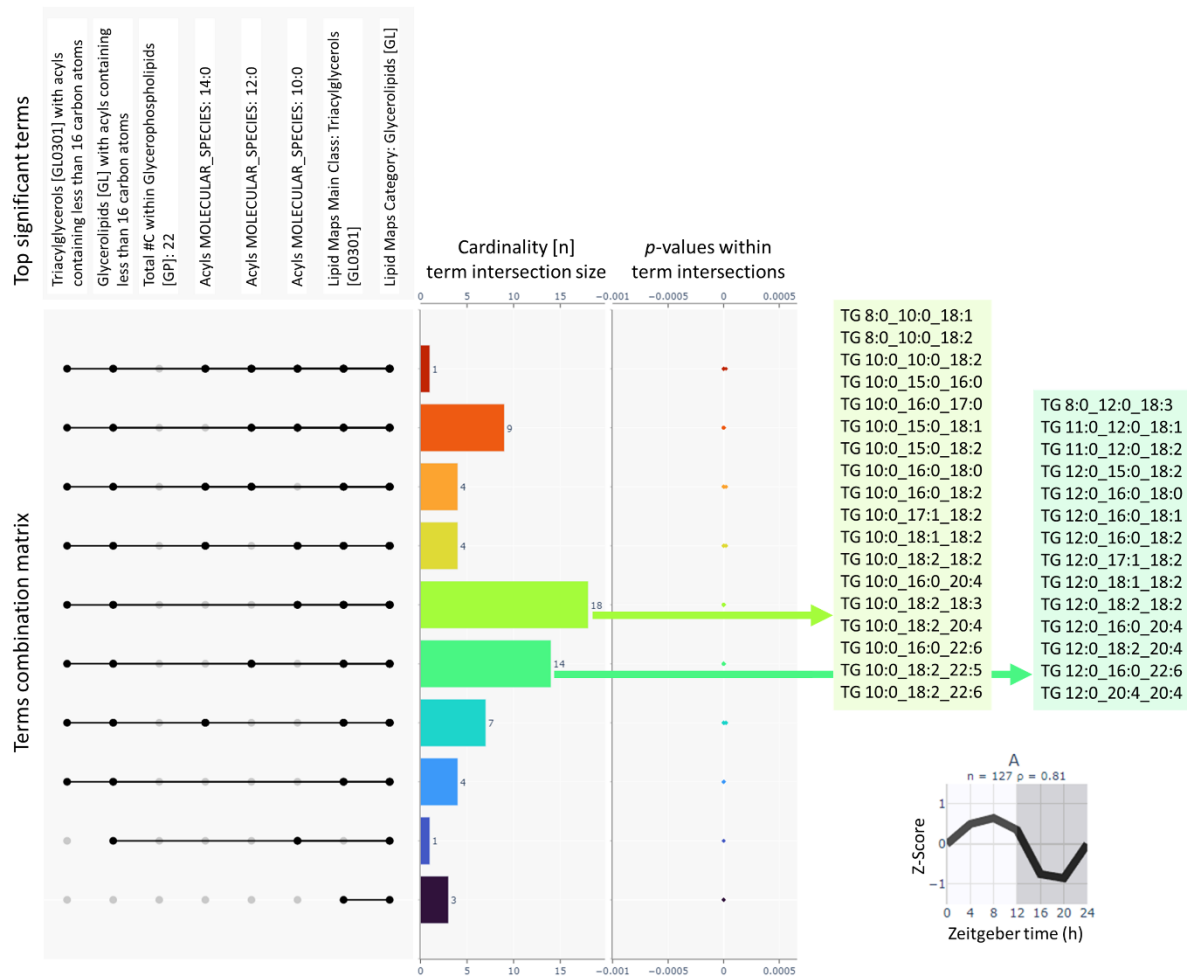 Top significant terms
Triacylglycerols [GL0301] with acyls
containing less than 16 carbon atoms
Glycerolipids [GL] with acyls containing
less than 16 carbon atoms
Total #C within Glycerophospholipids
[GP]: 22
Acyls MOLECULAR_SPECIES: 14:0
Acyls MOLECULAR_SPECIES: 12:0
Acyls MOLECULAR_SPECIES: 10:0
Lipid Maps Main Class: Triacylglycerols
[GL0301]
Lipid Maps Category: Glycerolipids [GL]
Cardinality [n]
term intersection size
p-values within
term intersections
0 5 10 15
−0.001 0 0.0005
Terms combination matrix
1
9
4
4
18
14
7
4
1
3
0 5 10 15
−0.001 0 0.0005
TG 8:0_10:0_18:1
TG 8:0_10:0_18:2
TG 10:0_10:0_18:2
TG 10:0_15:0_16:0
TG 10:0_16:0_17:0
TG 10:0_15:0_18:1
TG 10:0_15:0_18:2
TG 10:0_16:0_18:0
TG 10:0_16:0_18:2
TG 10:0_17:1_18:2
TG 10:0_18:1_18:2
TG 10:0_18:2_18:2
TG 10:0_16:0_20:4
TG 10:0_18:2_18:3
TG 10:0_18:2_20:4
TG 10:0_16:0_22:6
TG 10:0_18:2_22:5
TG 10:0_18:2_22:6
TG 8:0_12:0_18:3
TG 11:0_12:0_18:1
TG 11:0_12:0_18:2
TG 12:0_15:0_18:2
TG 12:0_16:0_18:0
TG 12:0_16:0_18:1
TG 12:0_16:0_18:2
TG 12:0_17:1_18:2
TG 12:0_18:1_18:2
TG 12:0_18:2_18:2
TG 12:0_16:0_20:4
TG 12:0_18:2_20:4
TG 12:0_16:0_22:6
TG 12:0_20:4_20:4
A
n = 127 ρ = 0.81
Z-Score
1
0
−1
0 4 8 12 16 20 24
Zeitgeber time (h)